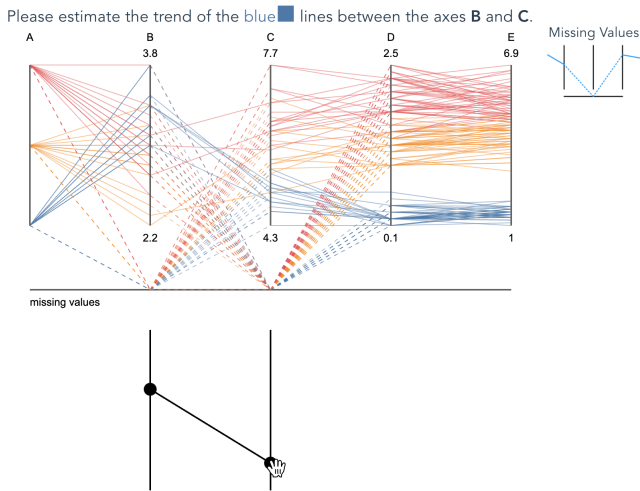 Please estimate the trend of the blue lines between the axes B and C.
Missing Values
A B C D E
3.8 7.7 2.5 6.9
2.2 4.3 0.1 1
missing values